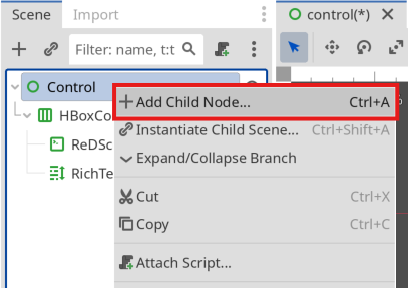 Scene Import control(*)
Filter: name, t:t
Control
Add Child Node... Ctrl+A
HBoxCo
Instantiate Child Scene... Ctrl+Shift+A
ReDSc
Expand/Collapse Branch
RichTe
Cut Ctrl+X
Copy Ctrl+C
Attach Script...